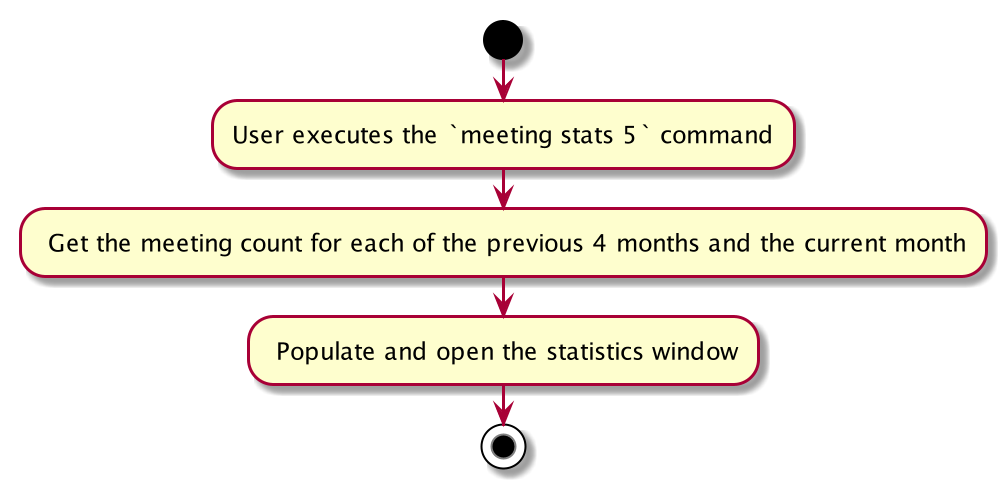 User executes the `meeting stats 5` command
Get the meeting count for each of the previous 4 months and the current month
Populate and open the statistics window